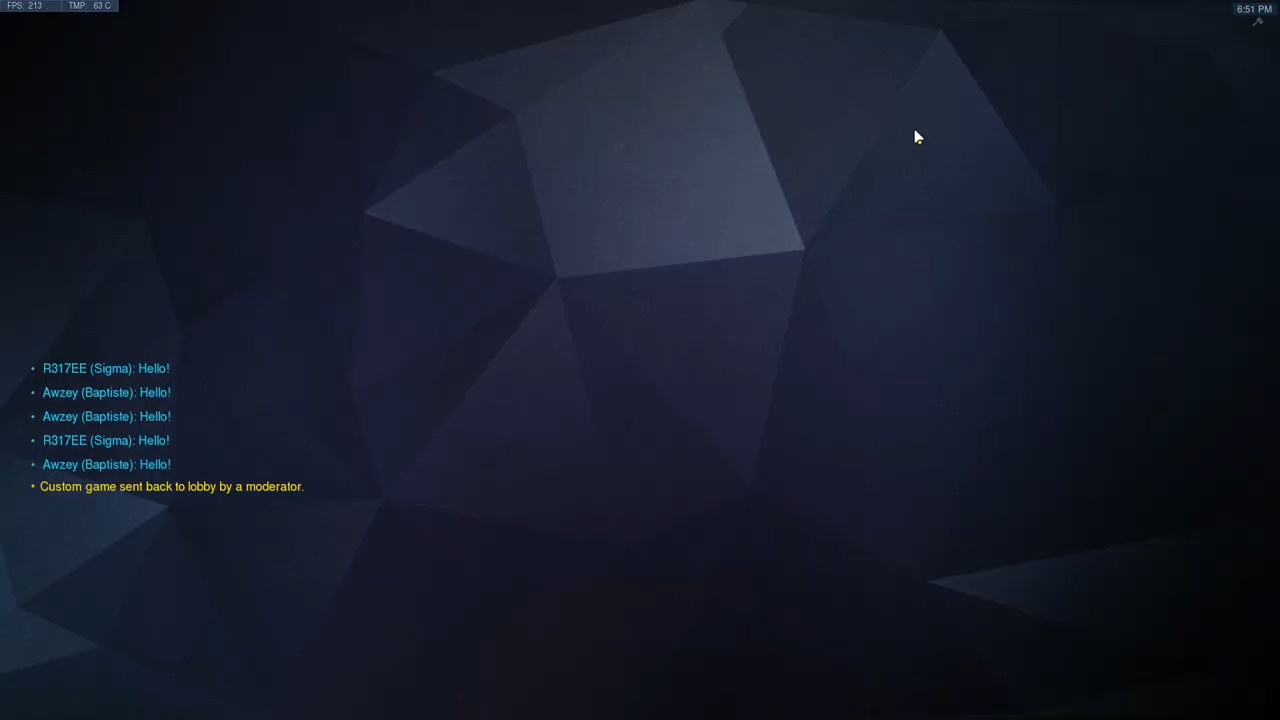 FPS: 213 . TMP: 63 C
6:51 PM
• R317EE (Sigma): Hello!
• Awzey (Baptiste): Hello!
• Awzey (Baptiste): Hello!
• R317EE (Sigma): Hello!
• Awzey (Baptiste): Hello!
• Custom game sent back to lobby by a moderator.